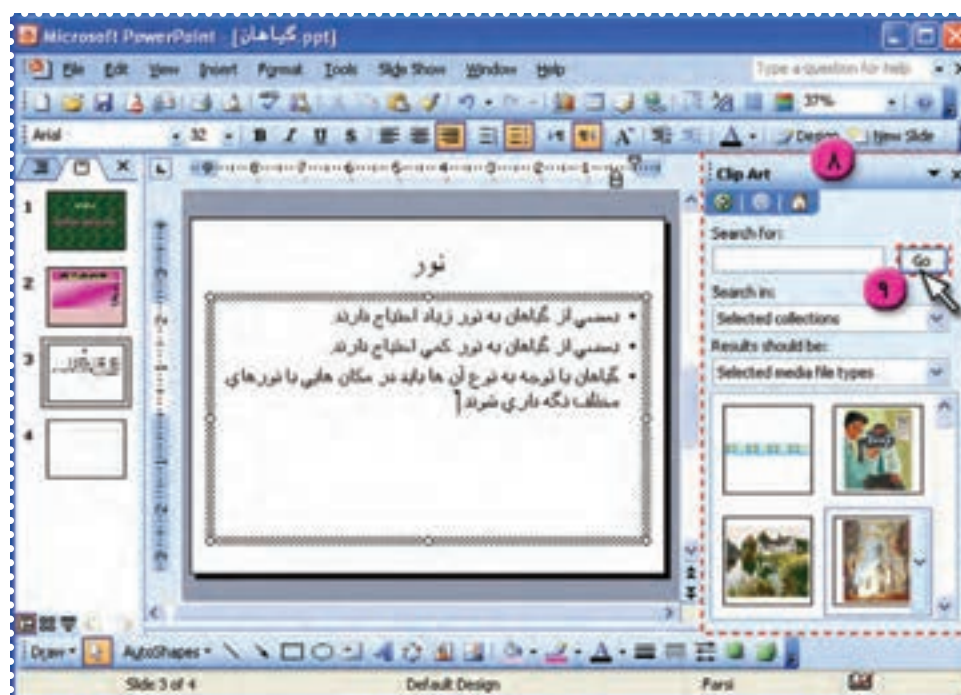 Microsoft PowerPoint - [گیاهان.ppt]
File Edit View Insert Format Tools Slide Show Window Help Type a question for help
37%
Arial 32 B I U S A A Design New Slide
۸
Clip Art
Search for:
Go
۹
Search in:
Selected collections
Results should be:
Selected media file types
1
2
3
4
نور
• بعضی از گیاهان به نور زیاد احتیاج دارند
• بعضی از گیاهان به نور کمی احتیاج دارند
• گیاهان با توجه به نوع آن ها باید در مکان هایی با نورهای
مختلف نگه داری شوند
Draw AutoShapes A
Slide 3 of 4 Default Design Farsi